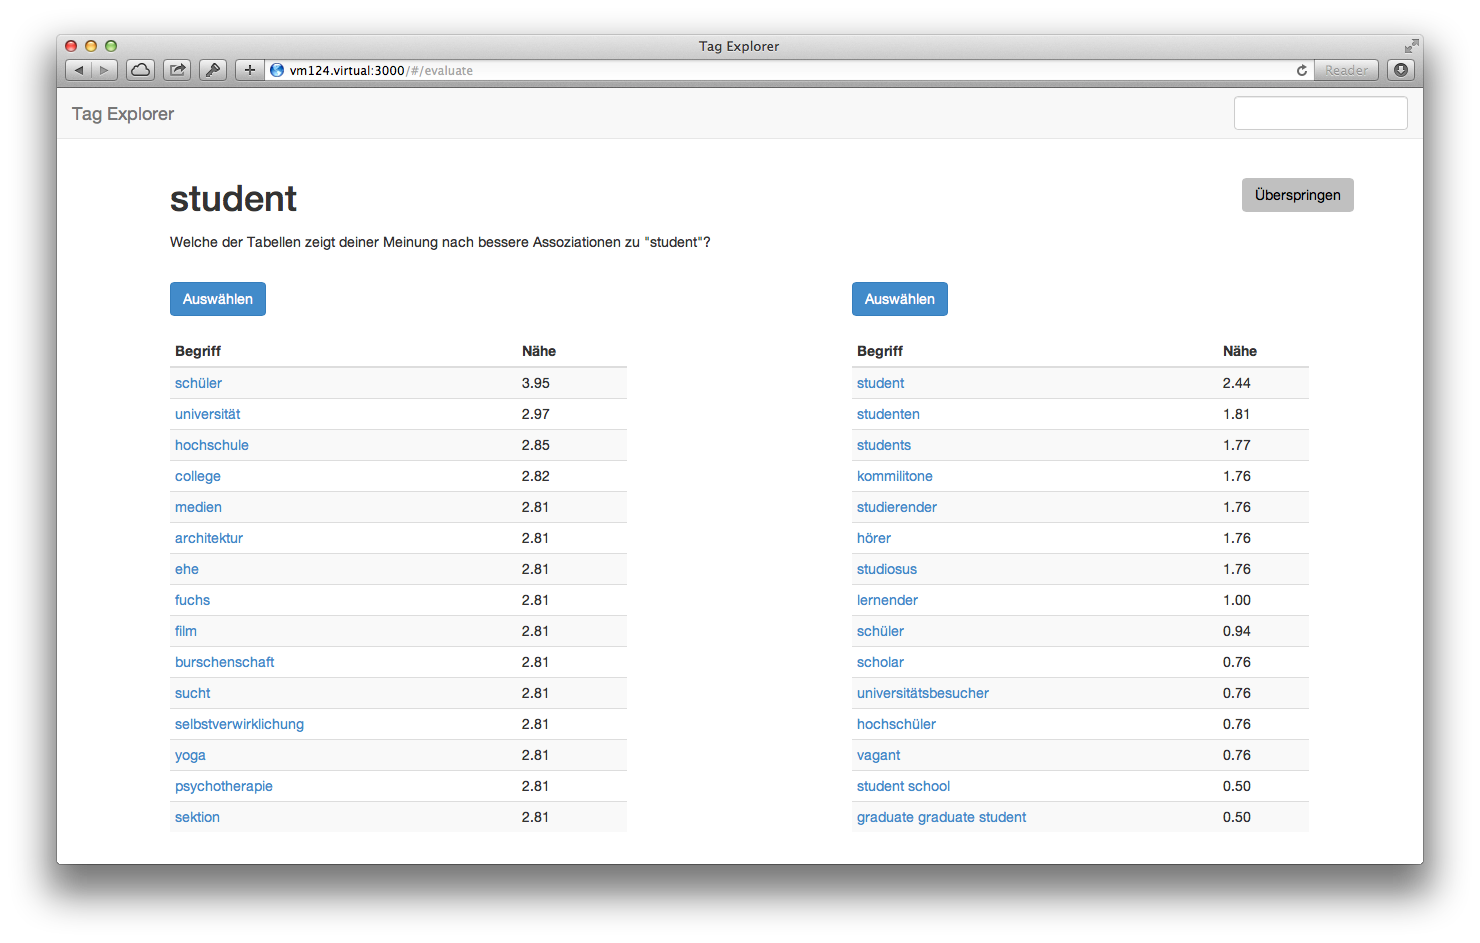 Tag Explorer
vm124.virtual:3000/#/evaluate
Reader
Tag Explorer
student
Überspringen
Welche der Tabellen zeigt deiner Meinung nach bessere Assoziationen zu "student"?
Auswählen
Begriff Nähe
schüler 3.95
universität 2.97
hochschule 2.85
college 2.82
medien 2.81
architektur 2.81
ehe 2.81
fuchs 2.81
film 2.81
burschenschaft 2.81
sucht 2.81
selbstverwirklichung 2.81
yoga 2.81
psychotherapie 2.81
sektion 2.81
Auswählen
Begriff Nähe
student 2.44
studenten 1.81
students 1.77
kommilitone 1.76
studierender 1.76
hörer 1.76
studiosus 1.76
lernender 1.00
schüler 0.94
scholar 0.76
universitätsbesucher 0.76
hochschüler 0.76
vagant 0.76
student school 0.50
graduate graduate student 0.50